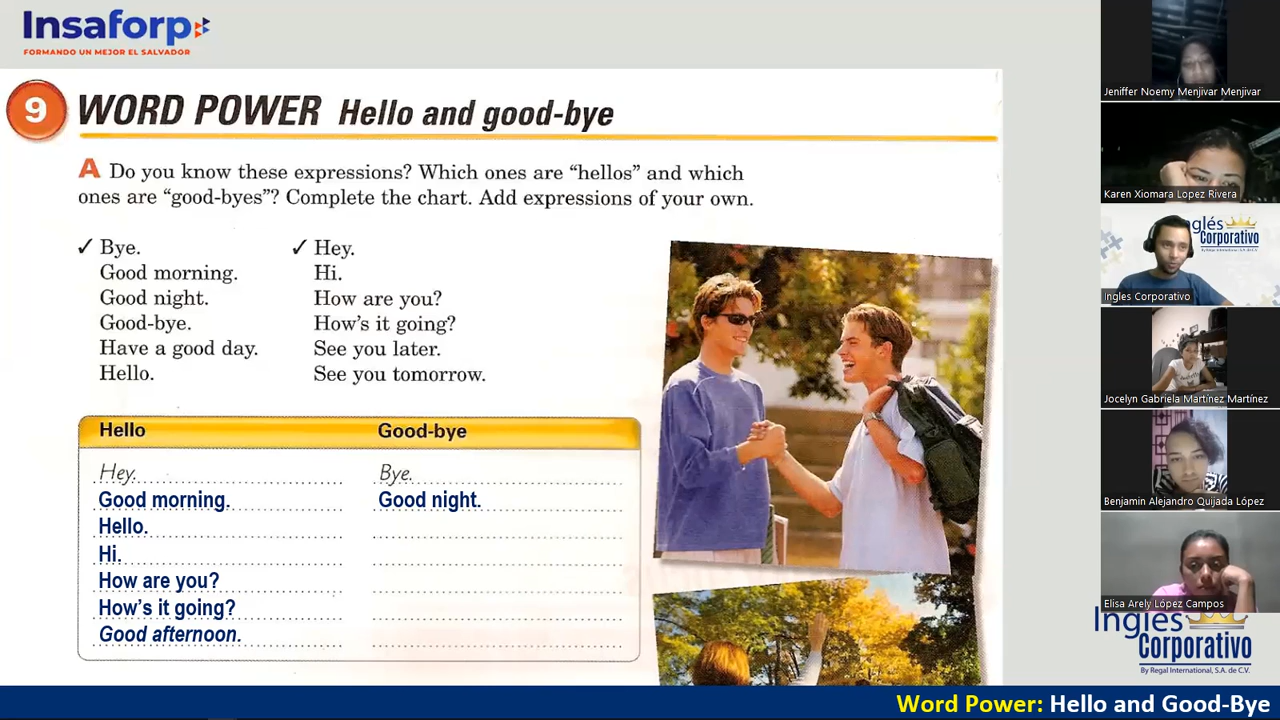 Insaforp
FORMANDO UN MEJOR EL SALVADOR
9 WORD POWER Hello and good-bye
A Do you know these expressions? Which ones are “hellos” and which
ones are “good-byes”? Complete the chart. Add expressions of your own.
✓ Bye.
Good morning.
Good night.
Good-bye.
Have a good day.
Hello.
✓ Hey.
Hi.
How are you?
How's it going?
See you later.
See you tomorrow.
Hello Good-bye
Hey. Bye.
Good morning. Good night.
Hello.
Hi.
How are you?
How's it going?
Good afternoon.
Jeniffer Noemy Menjivar Menjivar
Karen Xiomara Lopez Rivera
Inglés
Corporativo
Ingles Corporativo
Jocelyn Gabriela Martínez Martínez
Benjamin Alejandro Quijada López
Elisa Arely López Campos
Inglés
Corporativo
By Regal International, S.A. de C.V.
Word Power: Hello and Good-Bye